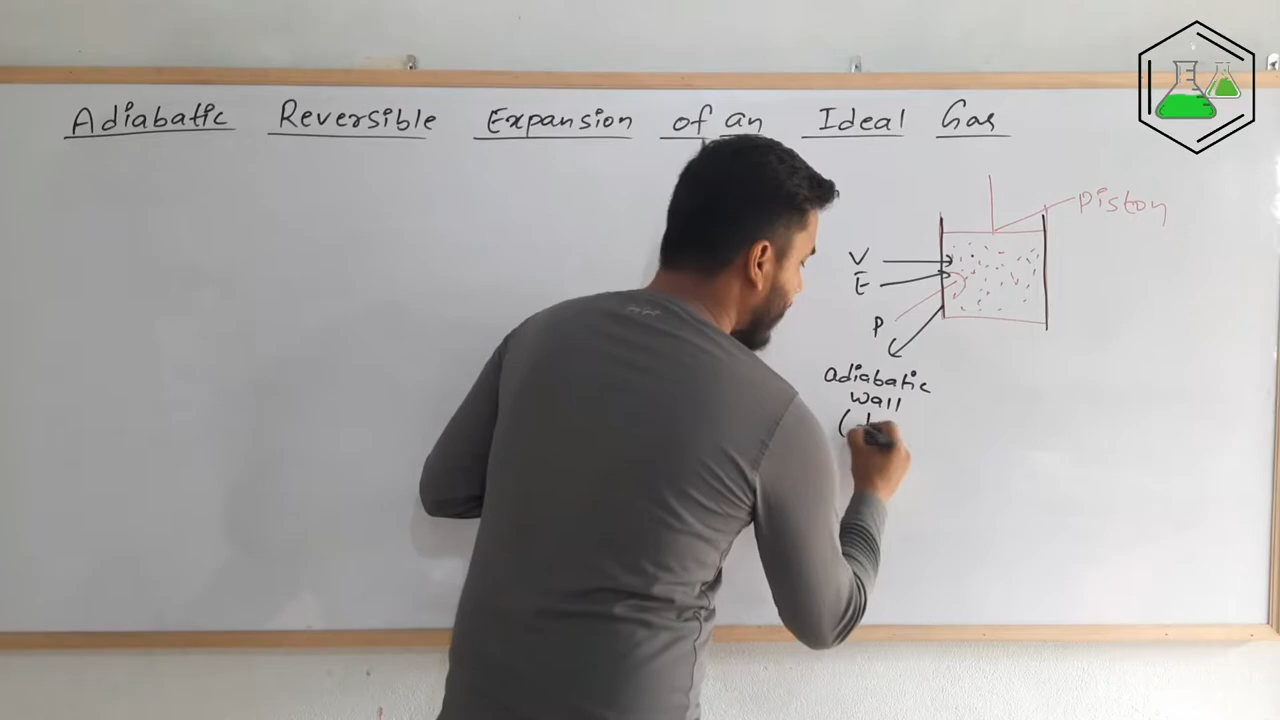 Adiabatic Reversible Expansion of an Ideal Gas
Piston
V
E
P
adiabatic
wall
(